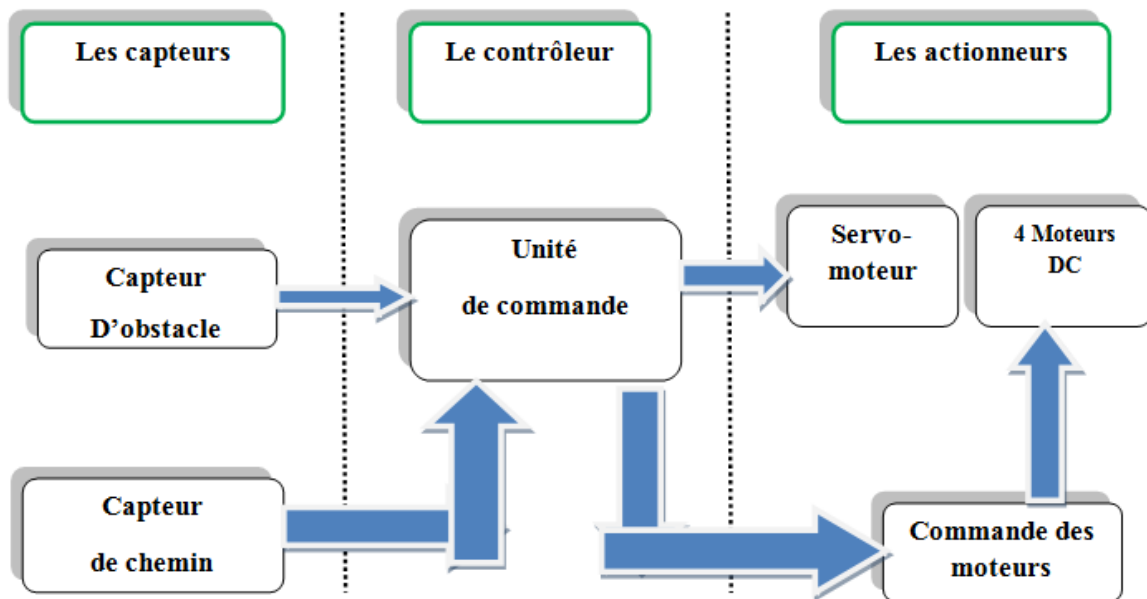 Les capteurs
Le contrôleur
Les actionneurs
Capteur
D’obstacle
Unité
de commande
Servo-
moteur
4 Moteurs
DC
Capteur
de chemin
Commande des
moteurs